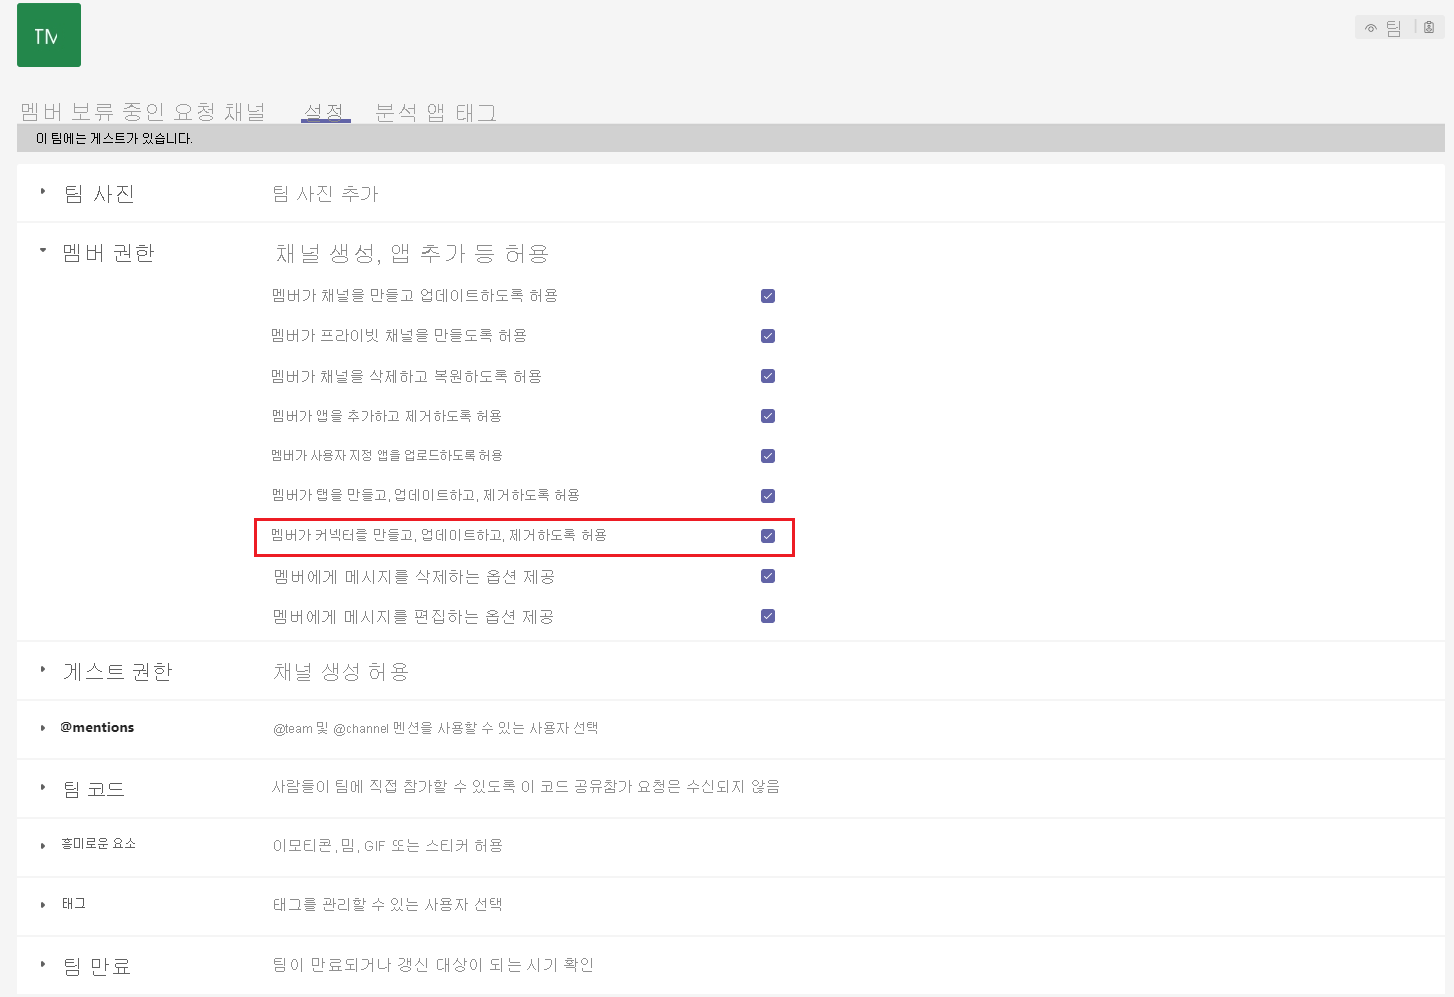 TM
팀
멤버 보류 중인 요청 채널 설정 분석 앱 태그
이 팀에는 게스트가 있습니다.
팀 사진 팀 사진 추가
멤버 권한 채널 생성, 앱 추가 등 허용
멤버가 채널을 만들고 업데이트하도록 허용
멤버가 프라이빗 채널을 만들도록 허용
멤버가 채널을 삭제하고 복원하도록 허용
멤버가 앱을 추가하고 제거하도록 허용
멤버가 사용자 지정 앱을 업로드하도록 허용
멤버가 탭을 만들고, 업데이트하고, 제거하도록 허용
멤버가 커넥터를 만들고, 업데이트하고, 제거하도록 허용
멤버에게 메시지를 삭제하는 옵션 제공
멤버에게 메시지를 편집하는 옵션 제공
게스트 권한 채널 생성 허용
@mentions @team 및 @channel 멘션을 사용할 수 있는 사용자 선택
팀 코드 사람들이 팀에 직접 참가할 수 있도록 이 코드 공유참가 요청은 수신되지 않음
흥미로운 요소 이모티콘, 밈, GIF 또는 스티커 허용
태그 태그를 관리할 수 있는 사용자 선택
팀 만료 팀이 만료되거나 갱신 대상이 되는 시기 확인